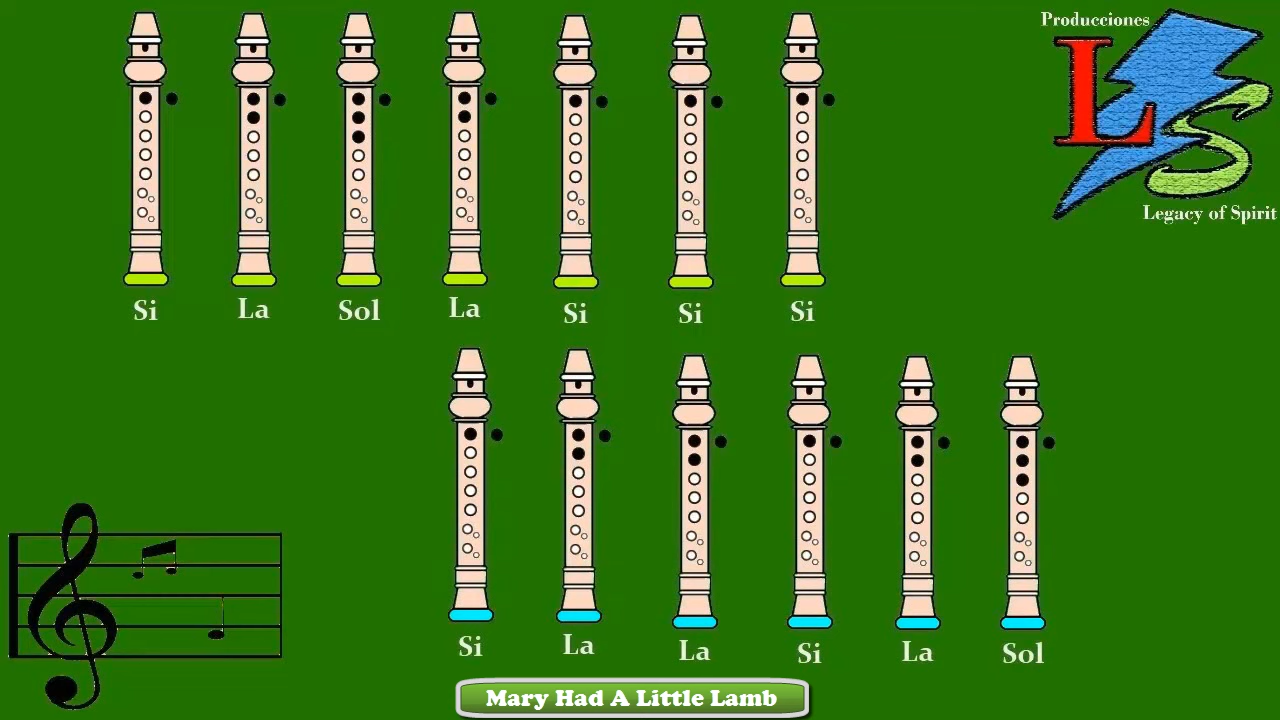 Producciones
LS
Legacy of Spirit
Si La Sol La Si Si Si
Si La La Si La Sol
Mary Had A Little Lamb